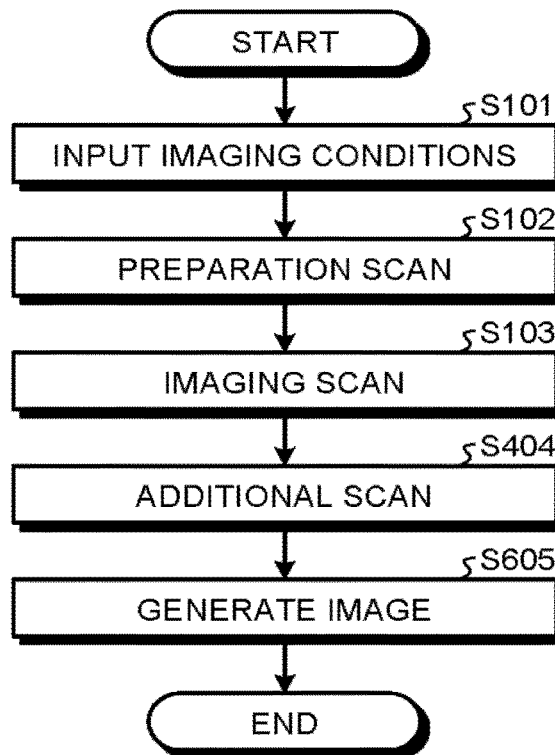 START
S101
INPUT IMAGING CONDITIONS
S102
PREPARATION SCAN
S103
IMAGING SCAN
S404
ADDITIONAL SCAN
S605
GENERATE IMAGE
END